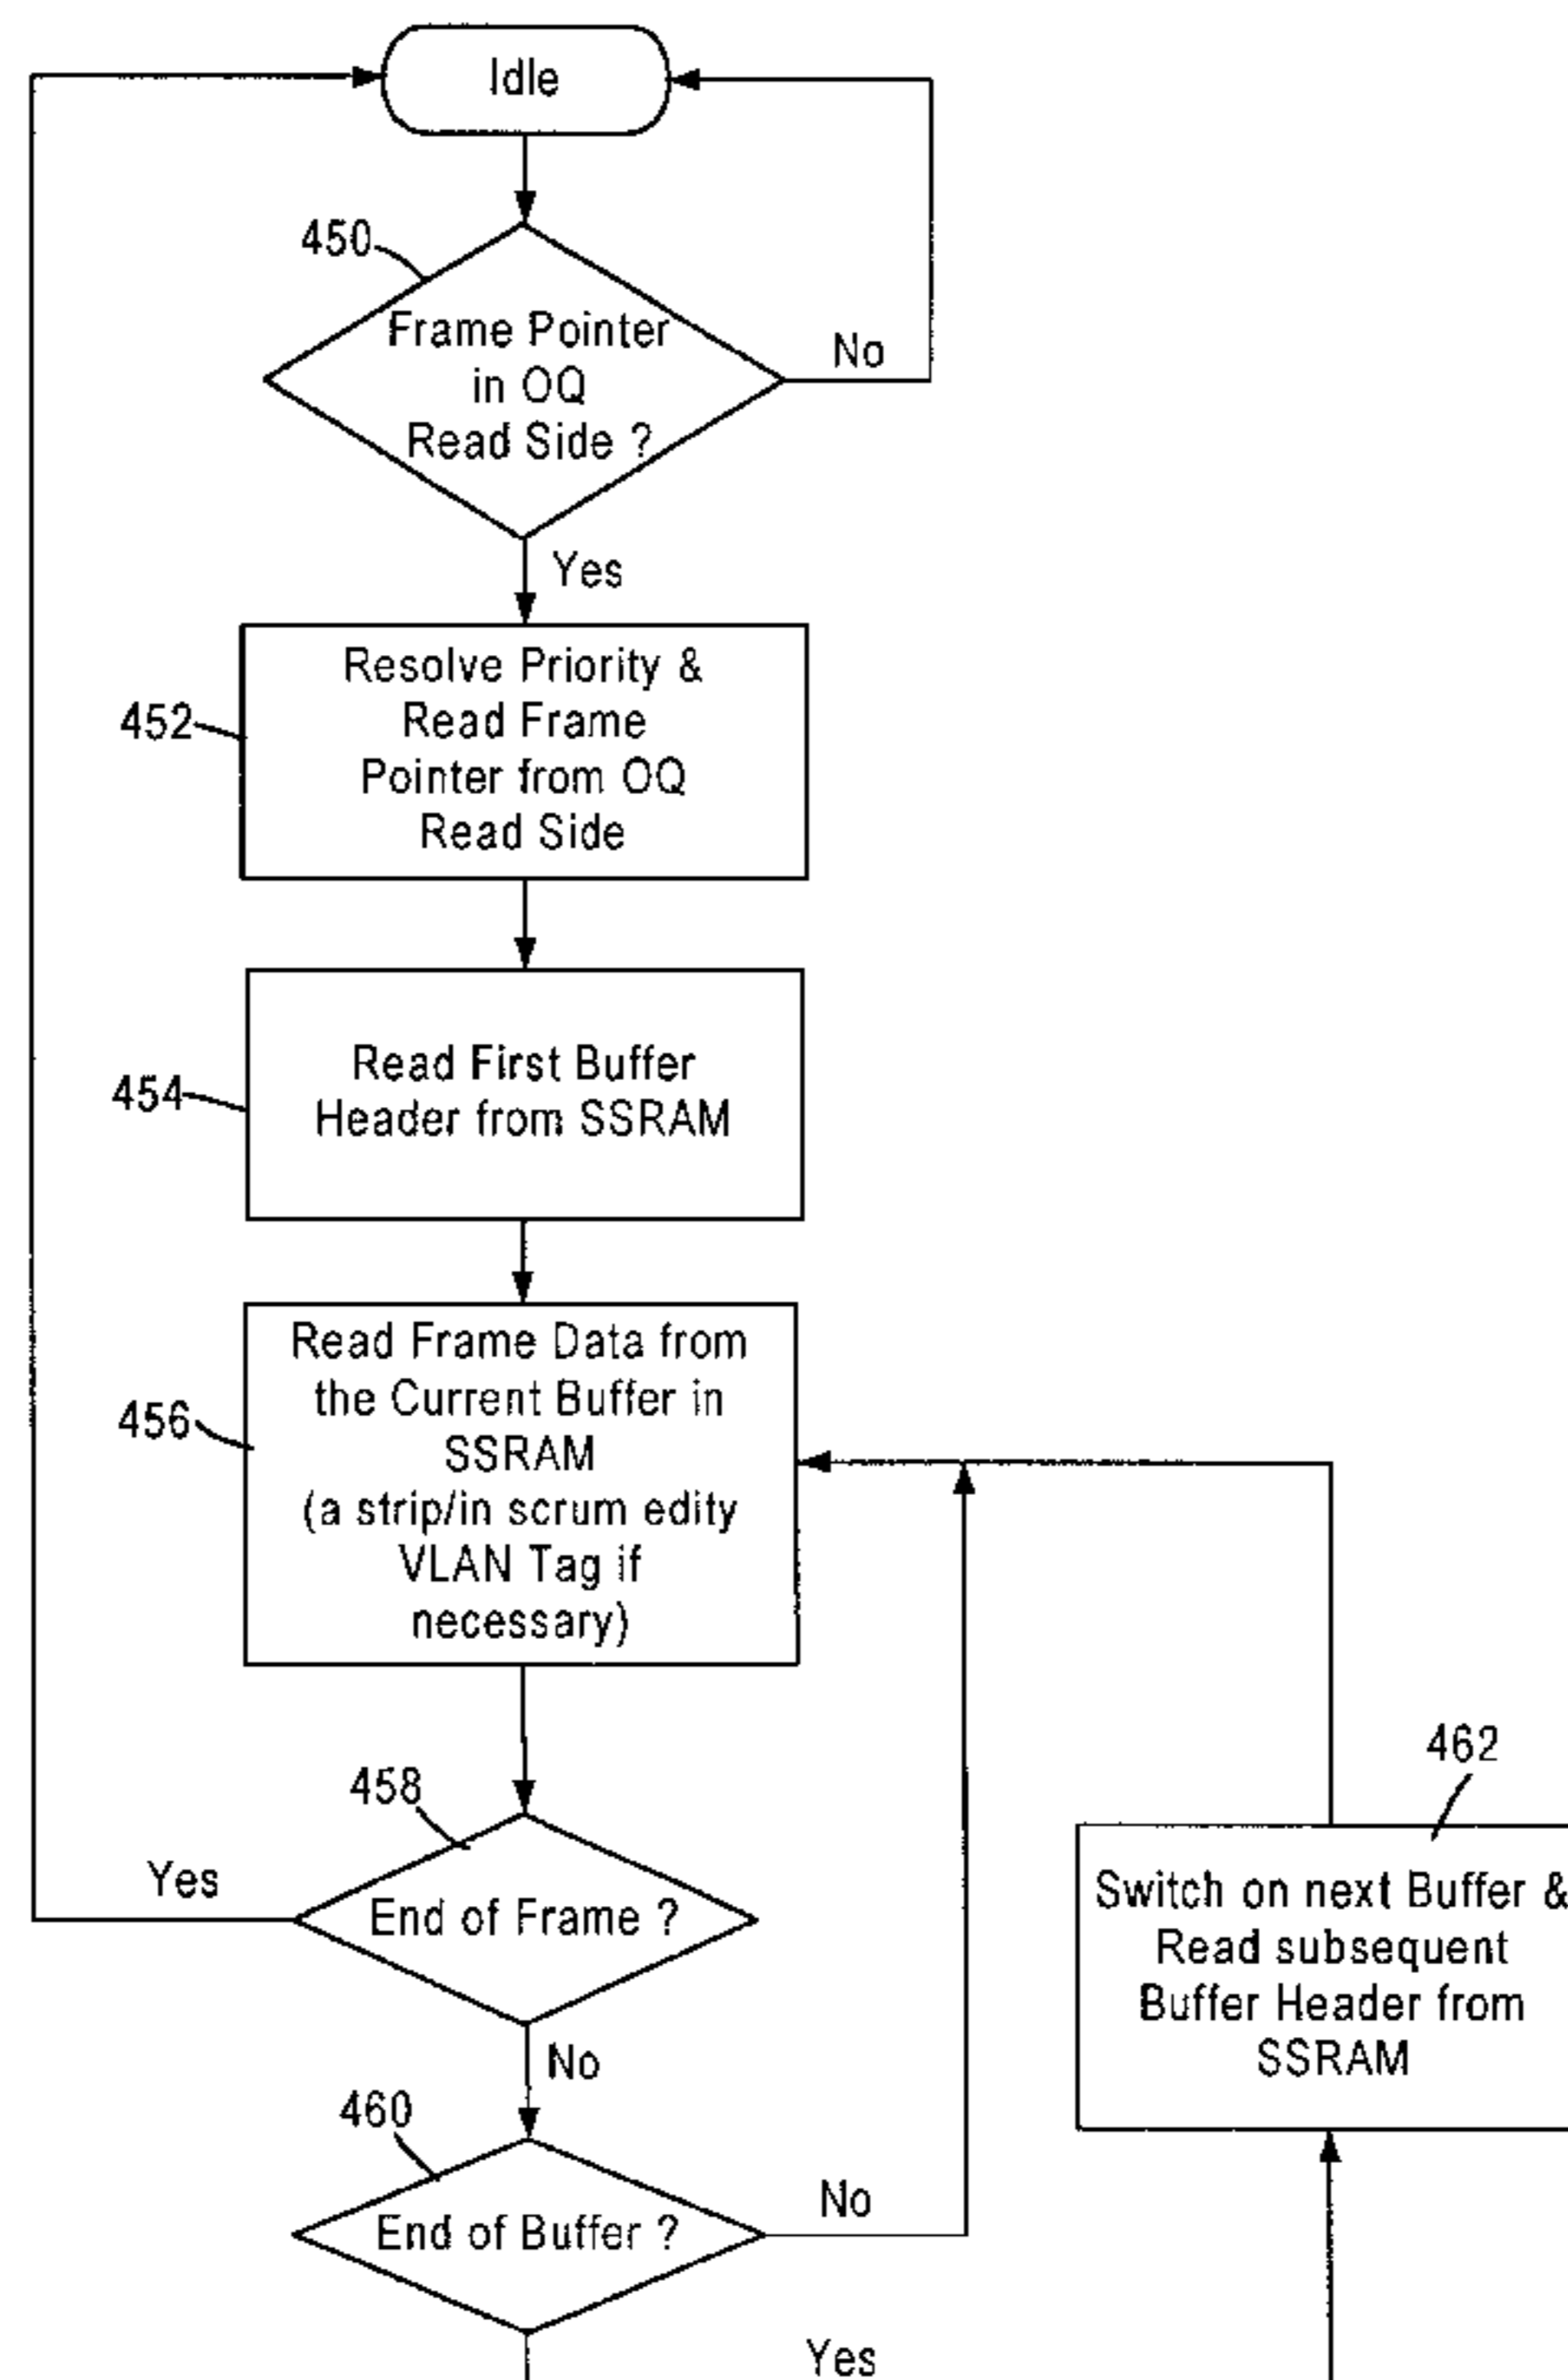 Idle
450
Frame Pointer
in OQ
Read Side ?
No
Yes
452
Resolve Priority &
Read Frame
Pointer from OQ
Read Side
454
Read First Buffer
Header from SSRAM
456
Read Frame Data from
the Current Buffer in
SSRAM
(a strip/in scrum edity
VLAN Tag if
necessary)
458
Yes
End of Frame ?
No
460
End of Buffer ?
No
Yes
462
Switch on next Buffer &
Read subsequent
Buffer Header from
SSRAM